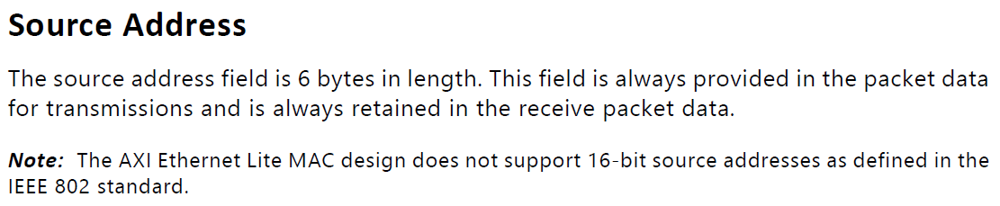 Source Address
The source address field is 6 bytes in length. This field is always provided in the packet data
for transmissions and is always retained in the receive packet data.
Note: The AXI Ethernet Lite MAC design does not support 16-bit source addresses as defined in the
IEEE 802 standard.